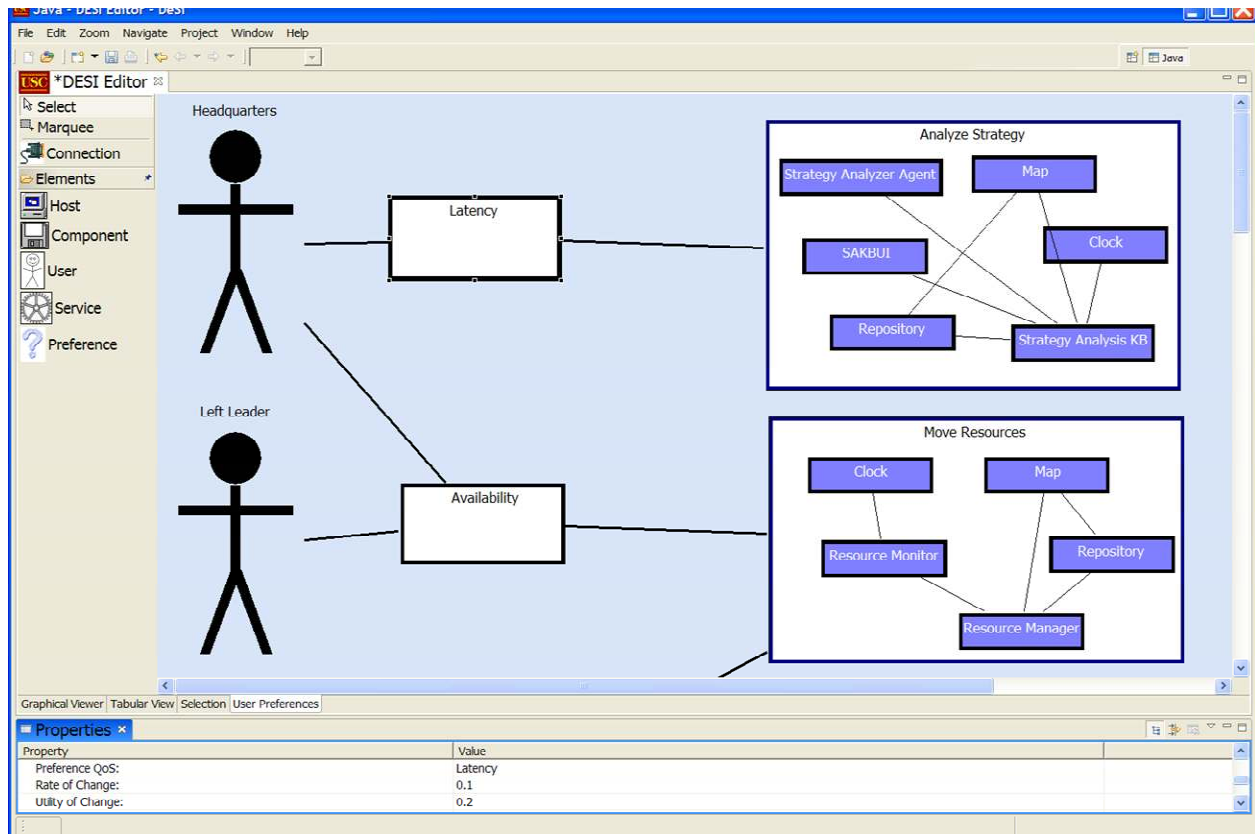 Java - DESI Editor - DeSi
File Edit Zoom Navigate Project Window Help
Java
USC *DESI Editor
Select
Marquee
Connection
Elements
Host
Component
User
Service
Preference
Headquarters
Latency
Analyze Strategy
Strategy Analyzer Agent
Map
SAKBUI
Clock
Repository
Strategy Analysis KB
Left Leader
Availability
Move Resources
Clock
Map
Resource Monitor
Repository
Resource Manager
Graphical Viewer Tabular View Selection User Preferences
Properties
Property Value
Preference QoS: Latency
Rate of Change: 0.1
Utility of Change: 0.2